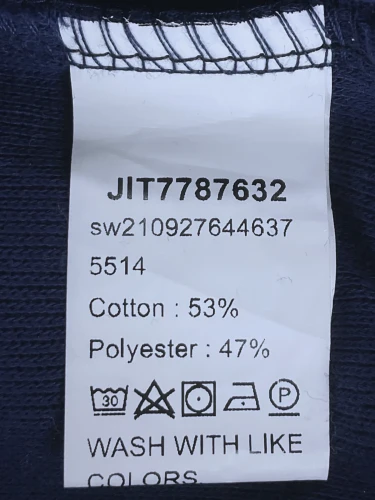 JIT7787632
sw210927644637
5514
Cotton : 53%
Polyester : 47%
30 P
WASH WITH LIKE
COLORS